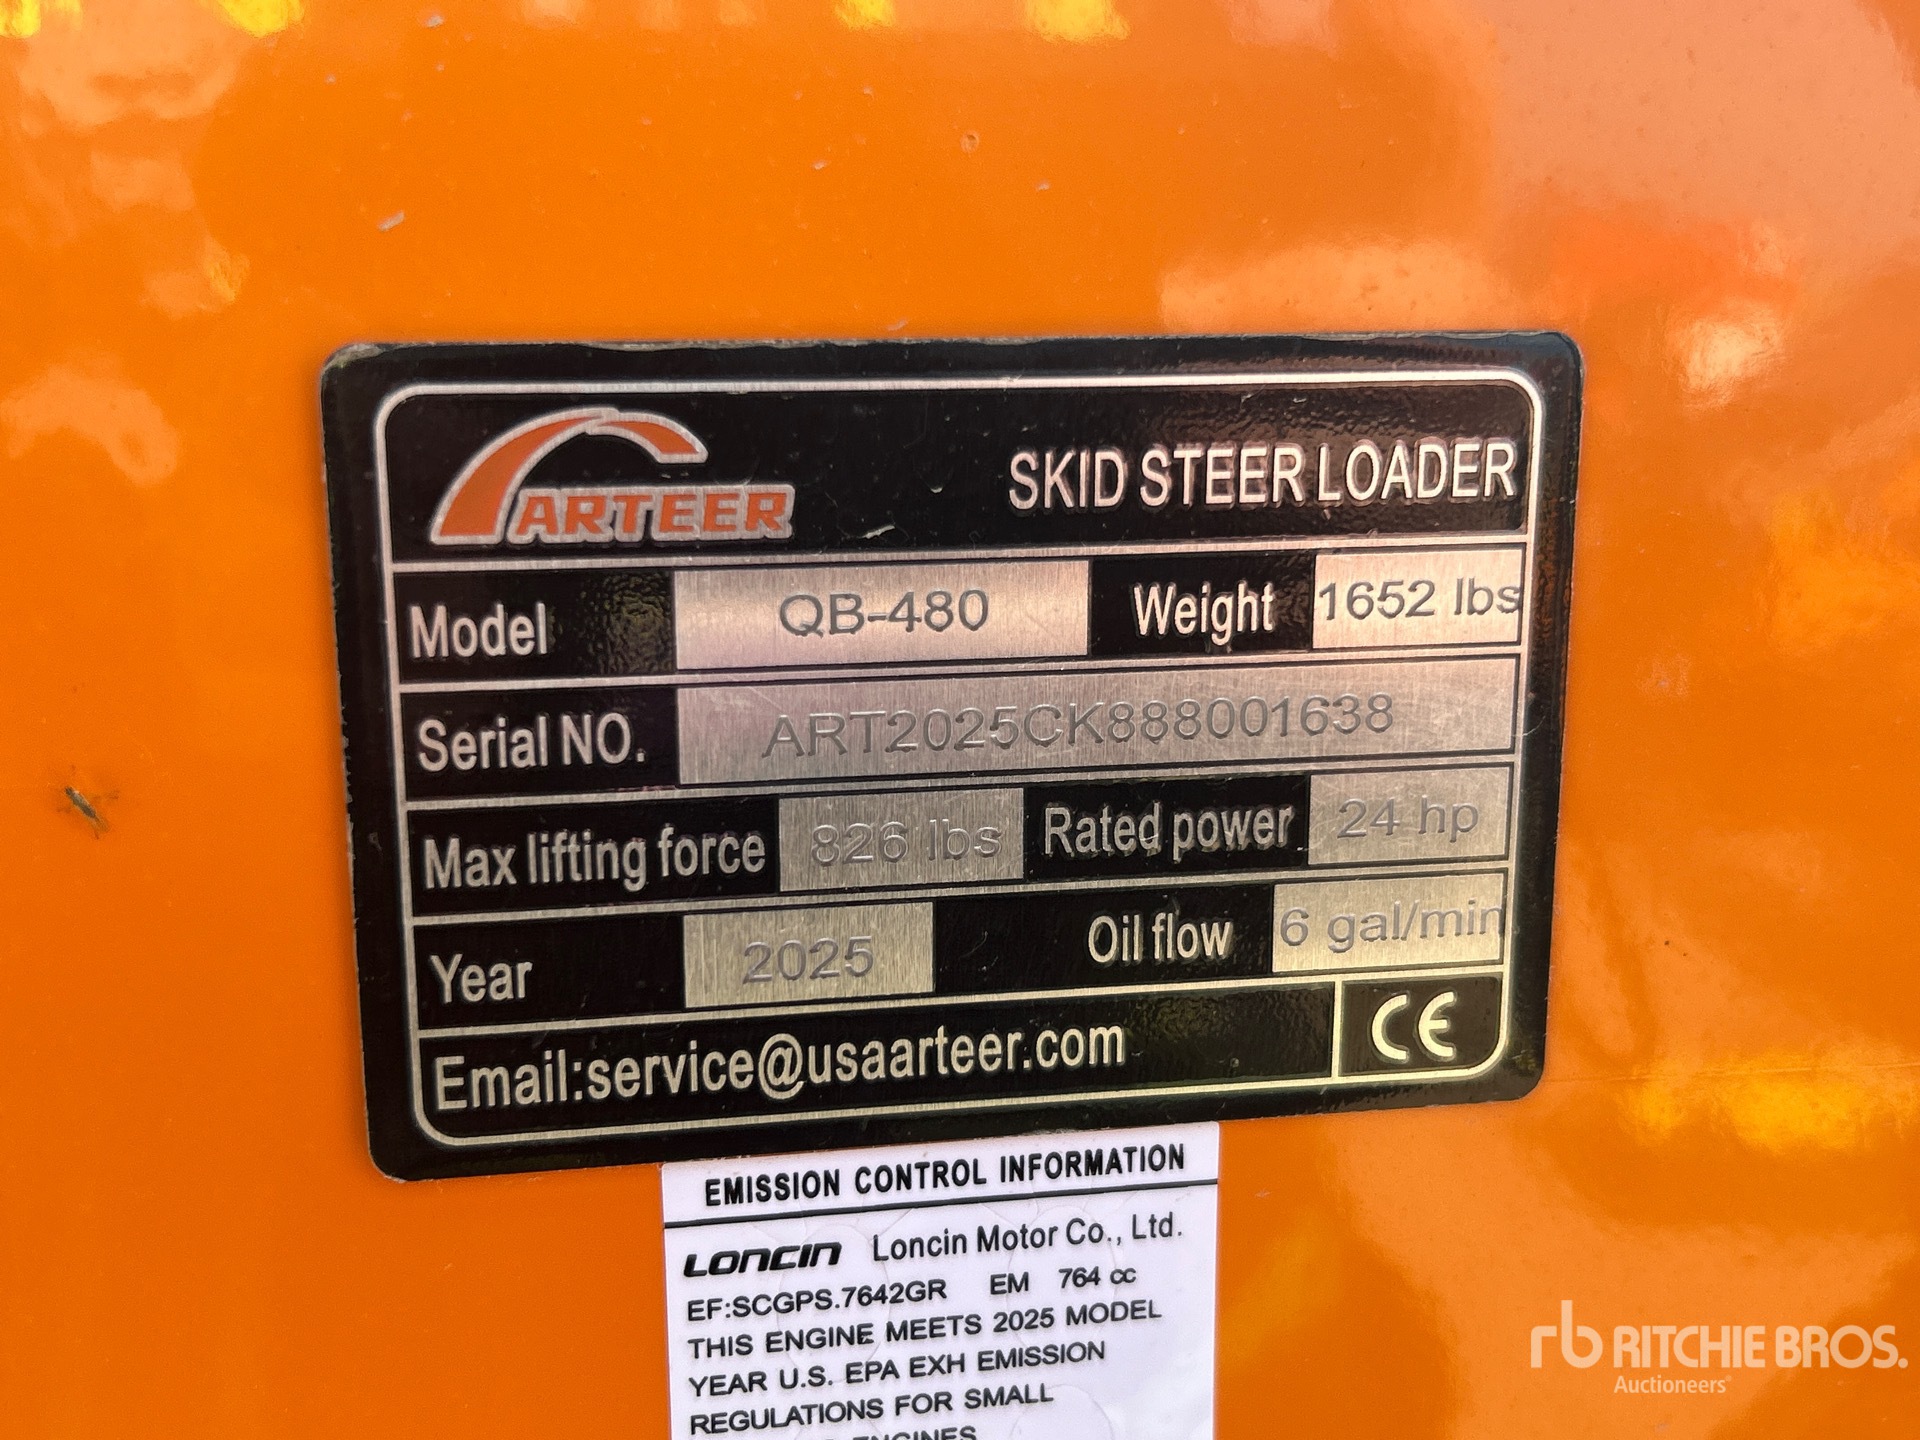 ARTEER
SKID STEER LOADER
Model QB-480 Weight 1652 lbs
Serial NO. ART2025CK888001638
Max lifting force 826 lbs Rated power 24 hp
Year 2025 Oil flow 6 gal/min
Email:service@usaarteer.com CE
EMISSION CONTROL INFORMATION
LONCIN Loncin Motor Co., Ltd.
EF:SCGPS.7642GR EM 764 cc
THIS ENGINE MEETS 2025 MODEL
YEAR U.S. EPA EXH EMISSION
REGULATIONS FOR SMALL
ENGINES
rb RITCHIE BROS.
Auctioneers